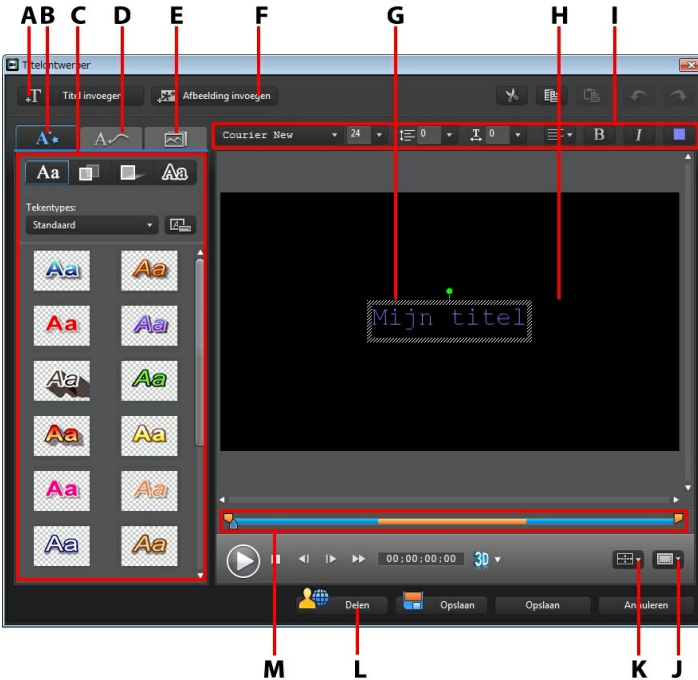 A B C D E F G H I
Titelontwerper
Titel invoegen Afbeelding invoegen
Courier New 24 0 0 B I
Aa Aa
Tekentypes:
Standaard
Aa Aa
Aa Aa
Aa Aa
Aa Aa
Aa Aa
Aa Aa
Mijn titel
00;00;00;00 3D
Delen Opslaan Opslaan Annuleren
M L K J